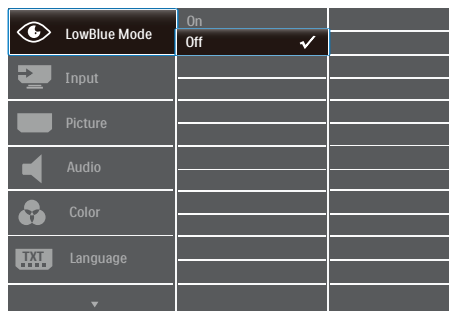 LowBlue Mode
On
Off
Input
Picture
Audio
Color
TXT
Language